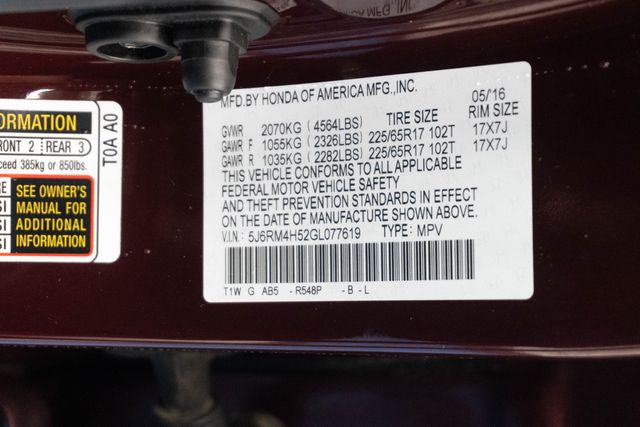 MFG.,INC
ORMATION
RONT 2 REAR 3
ceed 385kg or 850lbs.
SEE OWNER'S
MANUAL FOR
ADDITIONAL
INFORMATION
T0A A0
MFD.BY HONDA OF AMERICA MFG.,INC.
05/16
GVWR 2070KG (4564LBS) TIRE SIZE RIM SIZE
GAWR F 1055KG (2326LBS) 225/65R17 102T 17X7J
GAWR R 1035KG (2282LBS) 225/65R17 102T 17X7J
THIS VEHICLE CONFORMS TO ALL APPLICABLE
FEDERAL MOTOR VEHICLE SAFETY
AND THEFT PREVENTION STANDARDS IN EFFECT
ON THE DATE OF MANUFACTURE SHOWN ABOVE.
V.I.N.: 5J6RM4H52GL077619 TYPE: MPV
T1W G AB5 - R548P - B - L